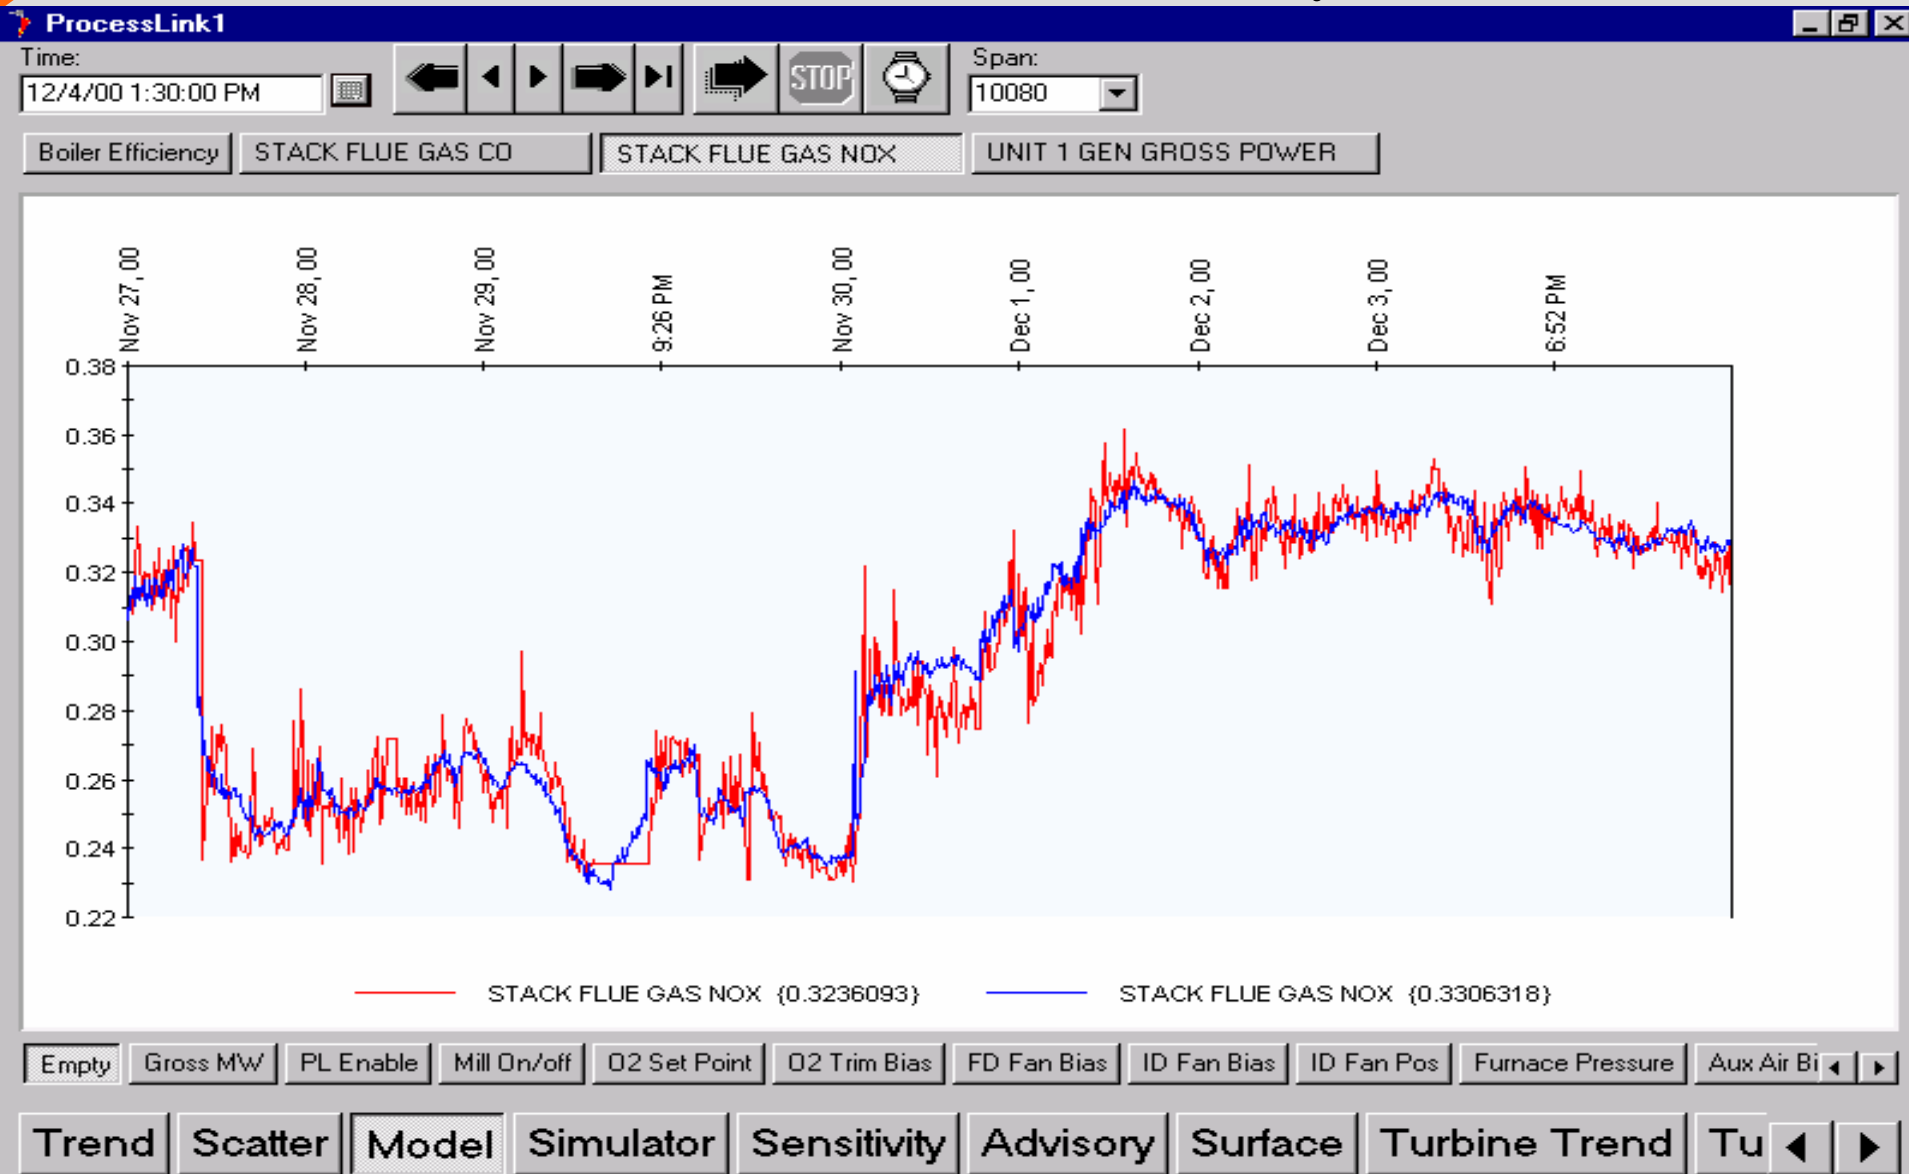 ProcessLink1
Time:
Span:
12/4/00 1:30:00 PM
STOP
10080
Boiler Efficiency
STACK FLUE GAS CO
STACK FLUE GAS NOX
UNIT 1 GEN GROSS POWER
Nov 27, 00
Nov 28, 00
Nov 29, 00
9:26 PM
Nov 30, 00
Dec 1, 00
Dec 2, 00
Dec 3, 00
6:52 PM
0.38
0.36
0.34
0.32
0.30
0.28
0.26
0.24
0.22
STACK FLUE GAS NOX {0.3236093}
STACK FLUE GAS NOX {0.3306318}
Empty
Gross MW
PL Enable
Mill On/off
O2 Set Point
O2 Trim Bias
FD Fan Bias
ID Fan Bias
ID Fan Pos
Furnace Pressure
Aux Air Bi
Trend
Scatter
Model
Simulator
Sensitivity
Advisory
Surface
Turbine Trend
Tu